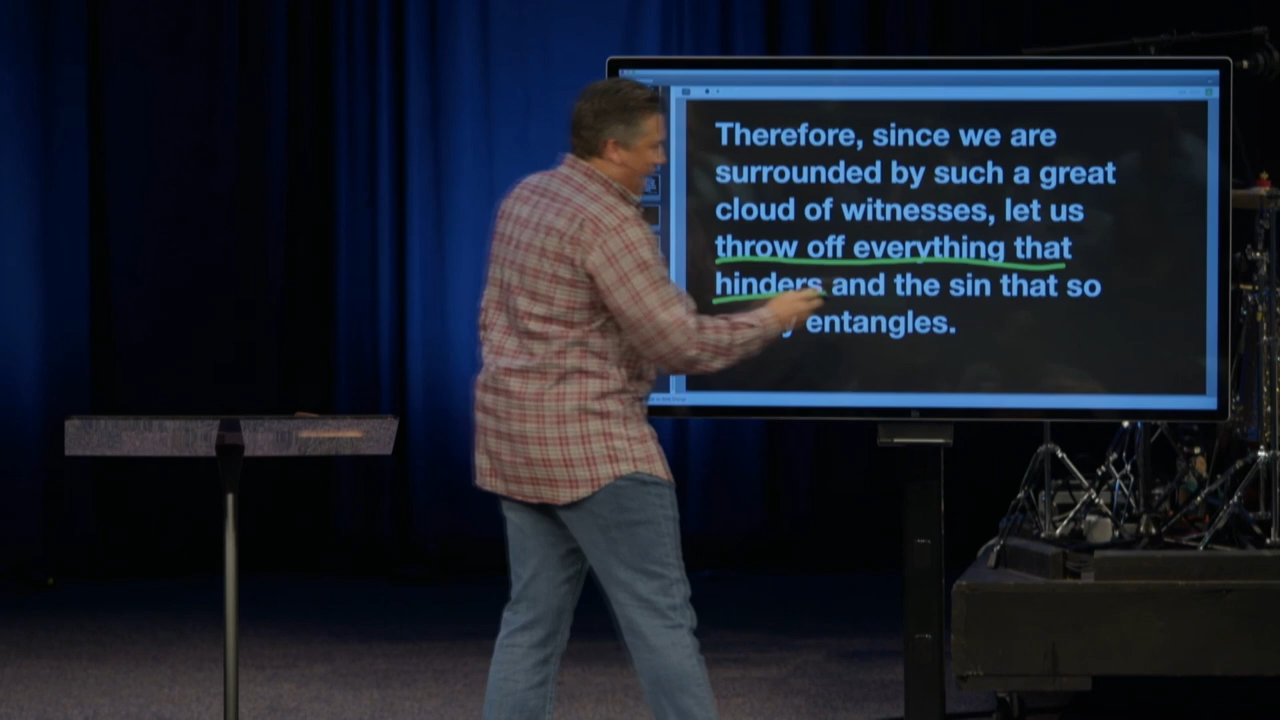 Therefore, since we are
surrounded by such a great
cloud of witnesses, let us
throw off everything that
hinders and the sin that so
entangles.